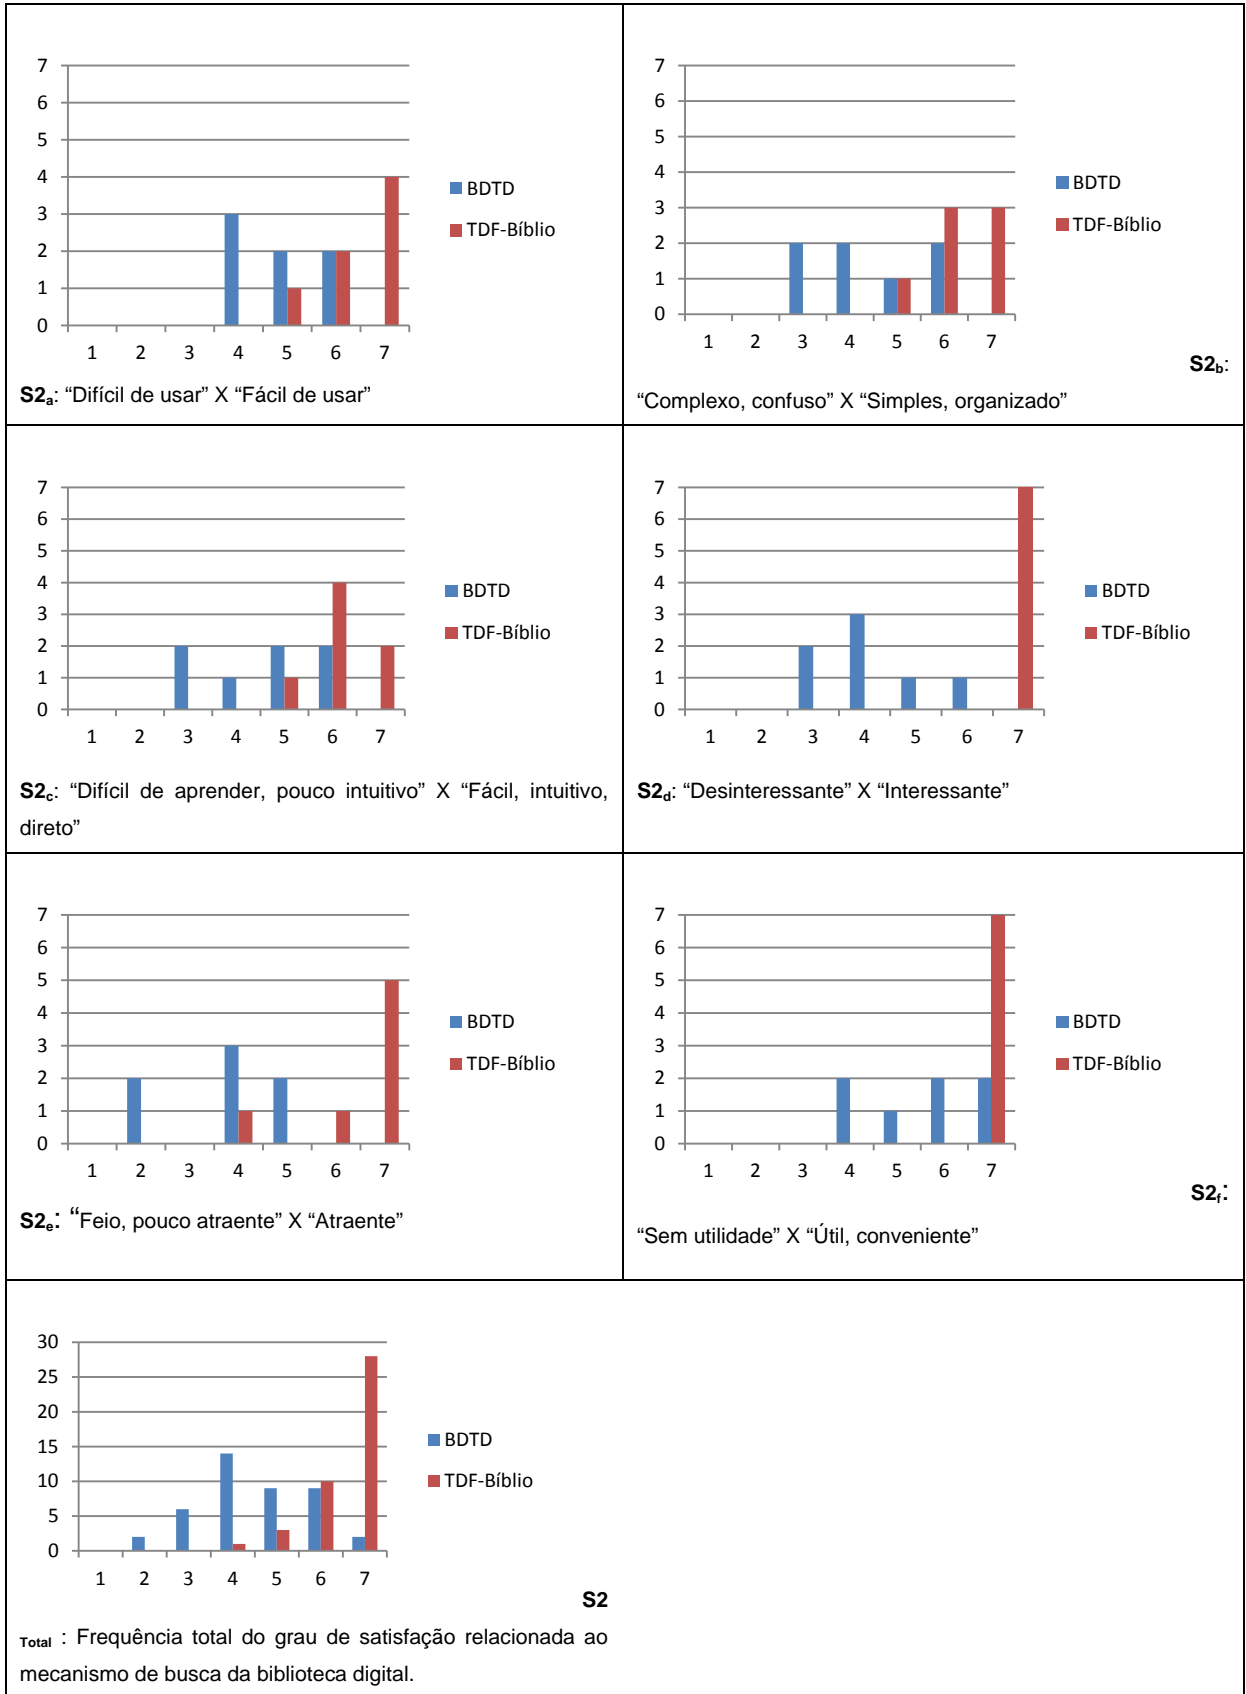 7
6
5
4
3
2
1
0
1 2 3 4 5 6 7
BDTD
TDF-Bíblio
S2a: “Difícil de usar” X “Fácil de usar”
7
6
5
4
3
2
1
0
1 2 3 4 5 6 7
BDTD
TDF-Bíblio
S2b:
“Complexo, confuso” X “Simples, organizado”
7
6
5
4
3
2
1
0
1 2 3 4 5 6 7
BDTD
TDF-Bíblio
S2c: “Difícil de aprender, pouco intuitivo” X “Fácil, intuitivo,
direto”
7
6
5
4
3
2
1
0
1 2 3 4 5 6 7
BDTD
TDF-Bíblio
S2d: “Desinteressante” X “Interessante”
7
6
5
4
3
2
1
0
1 2 3 4 5 6 7
BDTD
TDF-Bíblio
S2e: “Feio, pouco atraente” X “Atraente”
7
6
5
4
3
2
1
0
1 2 3 4 5 6 7
BDTD
TDF-Bíblio
S2f:
“Sem utilidade” X “Útil, conveniente”
30
25
20
15
10
5
0
1 2 3 4 5 6 7
BDTD
TDF-Bíblio
S2
Total : Frequência total do grau de satisfação relacionada ao
mecanismo de busca da biblioteca digital.